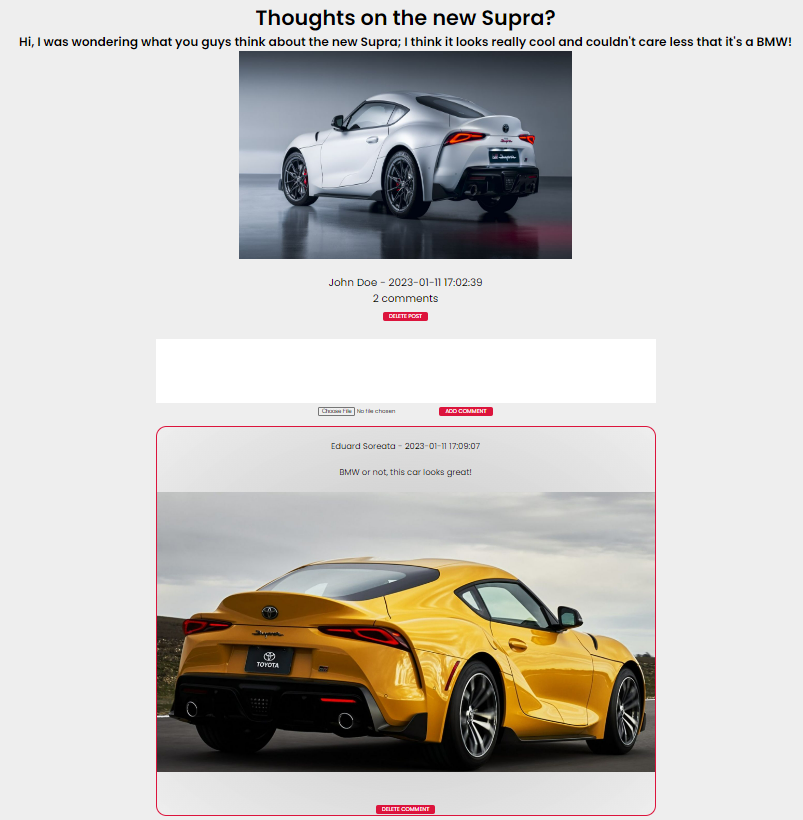 Thoughts on the new Supra?
Hi, I was wondering what you guys think about the new Supra; I think it looks really cool and couldn't care less that it's a BMW!
Supra
John Doe - 2023-01-11 17:02:39
2 comments
DELETE POST
Choose File No file chosen
ADD COMMENT
Eduard Soreata - 2023-01-11 17:09:07
BMW or not, this car looks great!
Supra
TOYOTA
DELETE COMMENT